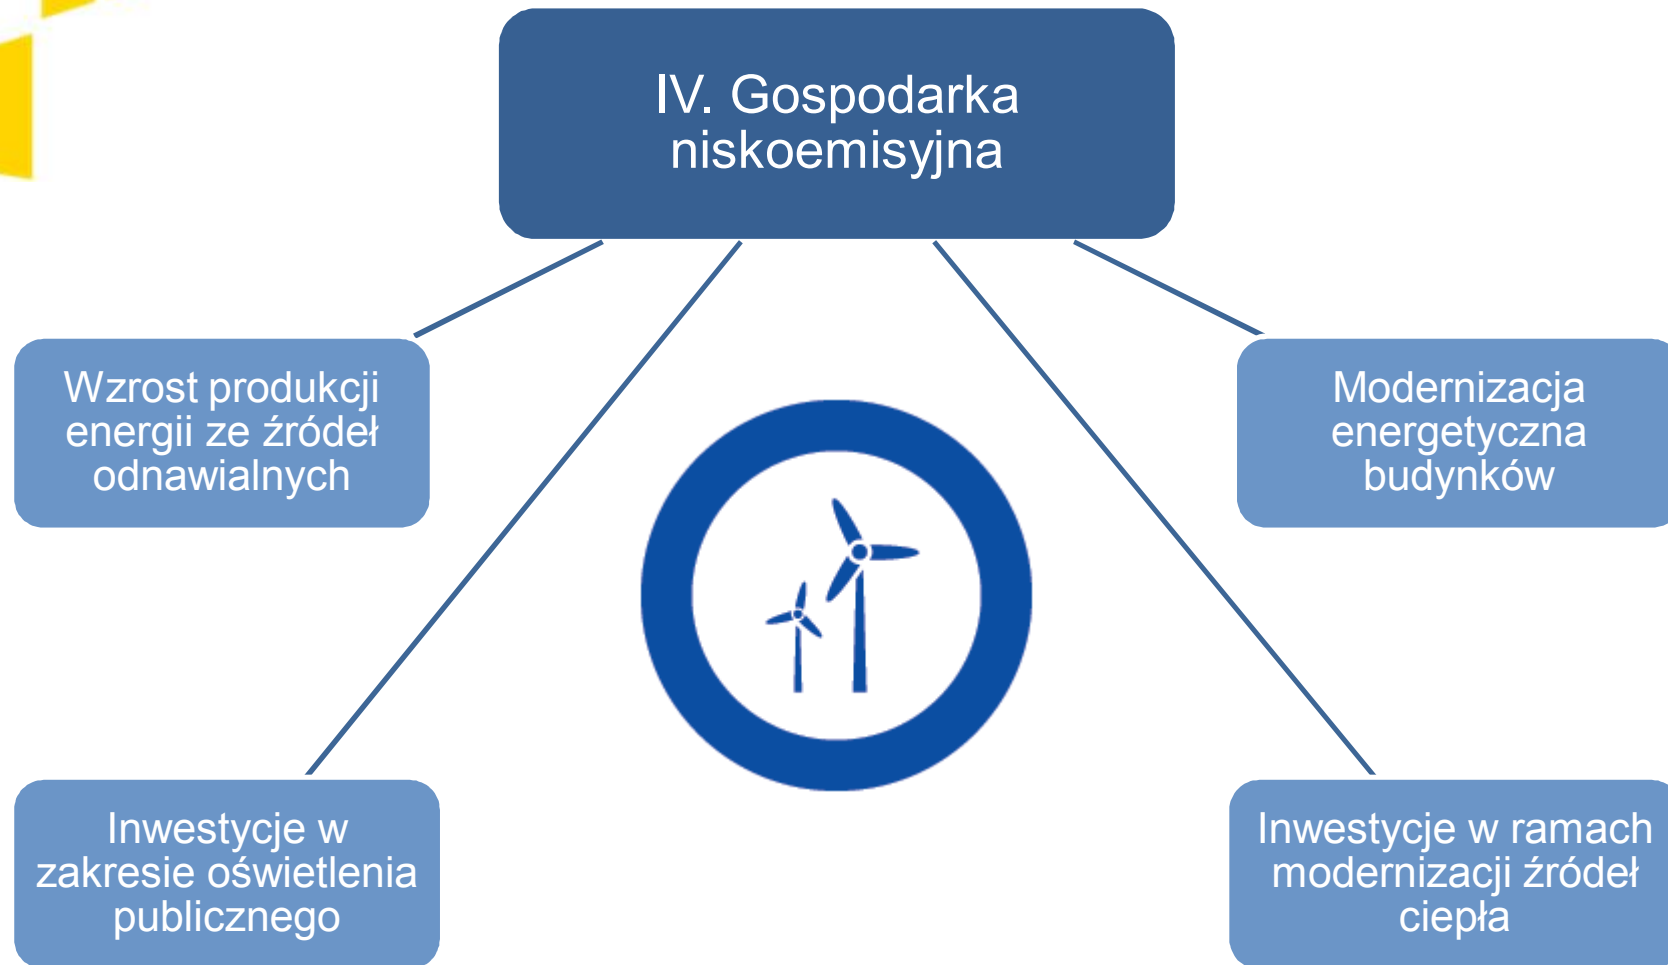 IV. Gospodarka
niskoemisyjna
Wzrost produkcji
energii ze źródeł
odnawialnych
Modernizacja
energetyczna
budynków
Inwestycje w
zakresie oświetlenia
publicznego
Inwestycje w ramach
modernizacji źródeł
ciepła